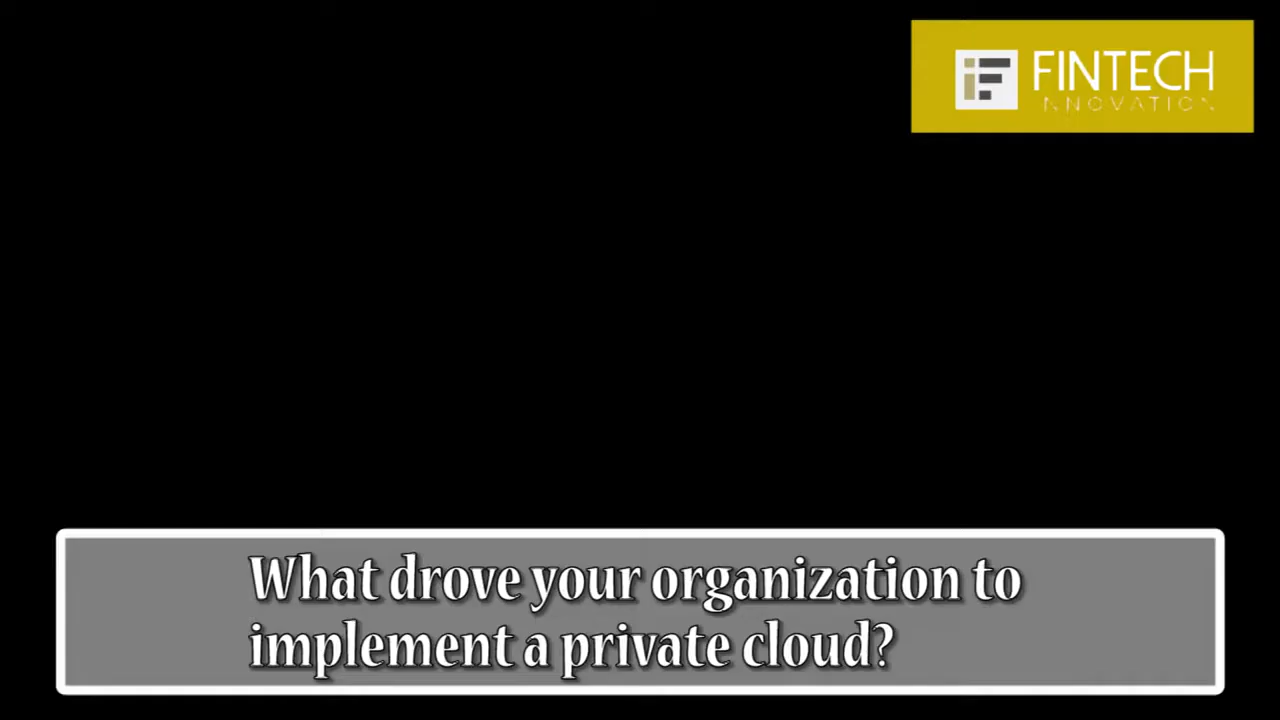 FINTECH
INNOVATION
What drove your organization to
implement a private cloud?